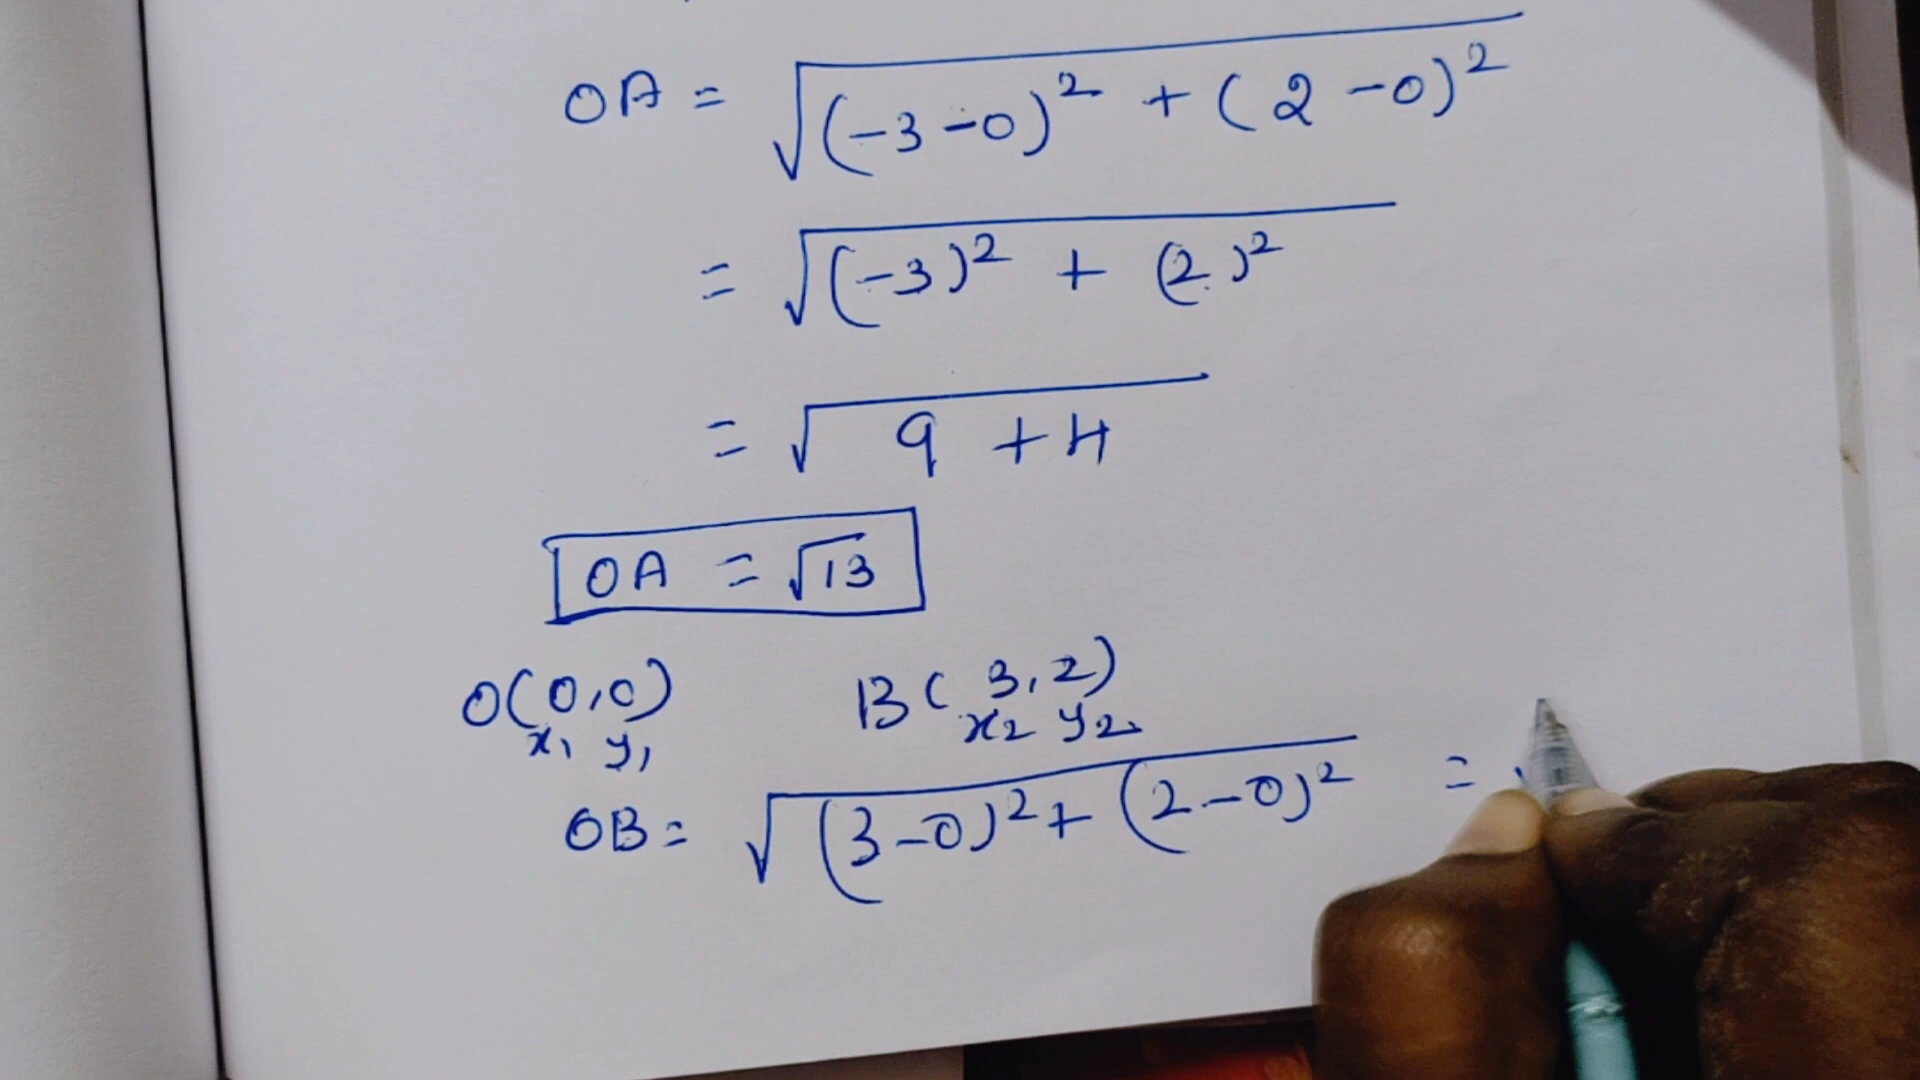 OA = √(-3-0)² + (2-0)²
= √(-3)² + (2)²
= √9+4
OA = √13
O(0,0) B(3,2)
x₁ y₁ x₂ y₂
OB = √(3-0)²+(2-0)² =